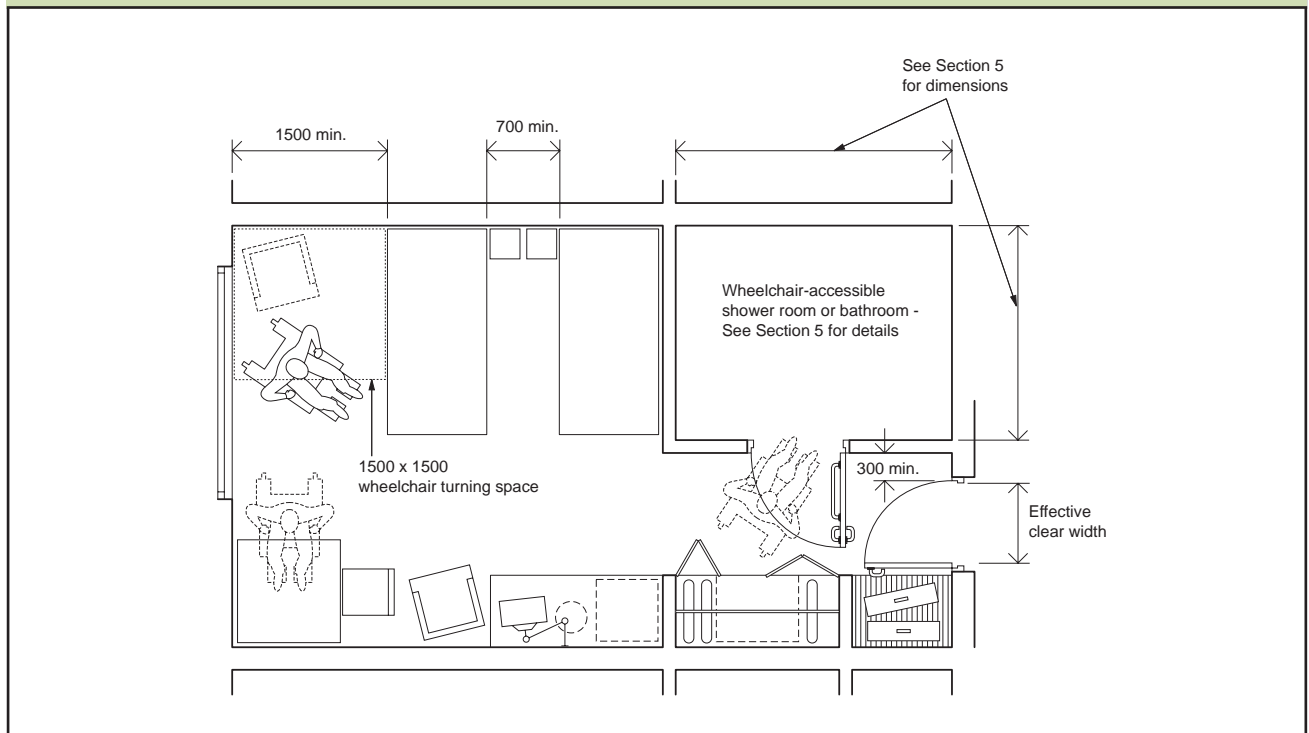 See Section 5
for dimensions
1500 min.
700 min.
Wheelchair-accessible
shower room or bathroom -
See Section 5 for details
1500 x 1500
wheelchair turning space
300 min.
Effective
clear width